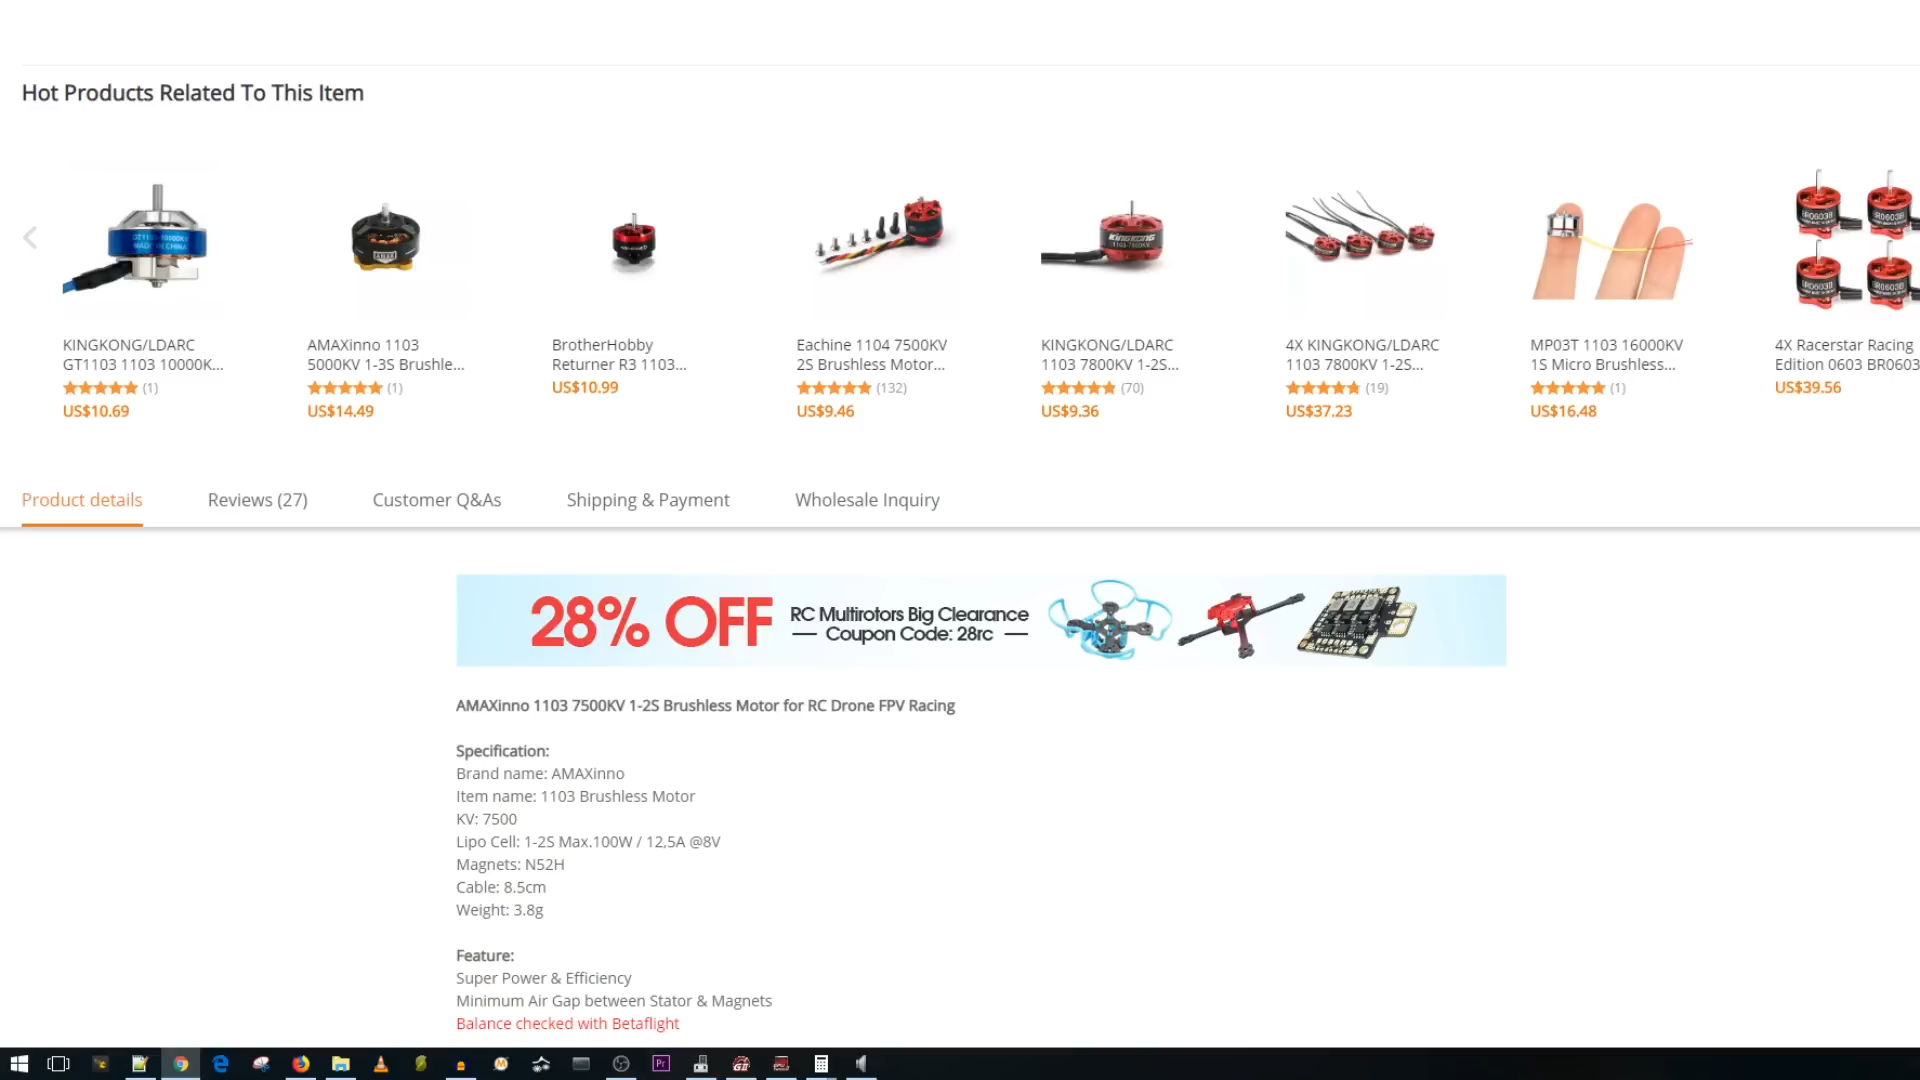 Hot Products Related To This Item
KINGKONG/LDARC
GT1103 1103 10000K...
(1)
US$10.69
AMAXinno 1103
5000KV 1-3S Brushle...
(1)
US$14.49
BrotherHobby
Returner R3 1103...
US$10.99
Eachine 1104 7500KV
2S Brushless Motor...
(132)
US$9.46
KINGKONG/LDARC
1103 7800KV 1-2S...
(70)
US$9.36
4X KINGKONG/LDARC
1103 7800KV 1-2S...
(19)
US$37.23
MP03T 1103 16000KV
1S Micro Brushless...
(1)
US$16.48
4X Racerstar Racing
Edition 0603 BR0603
US$39.56
Product details
Reviews (27)
Customer Q&As
Shipping & Payment
Wholesale Inquiry
28% OFF
RC Multirotors Big Clearance
Coupon Code: 28rc
AMAXinno 1103 7500KV 1-2S Brushless Motor for RC Drone FPV Racing
Specification:
Brand name: AMAXinno
Item name: 1103 Brushless Motor
KV: 7500
Lipo Cell: 1-2S Max.100W / 12,5A @8V
Magnets: N52H
Cable: 8.5cm
Weight: 3.8g
Feature:
Super Power & Efficiency
Minimum Air Gap between Stator & Magnets
Balance checked with Betaflight